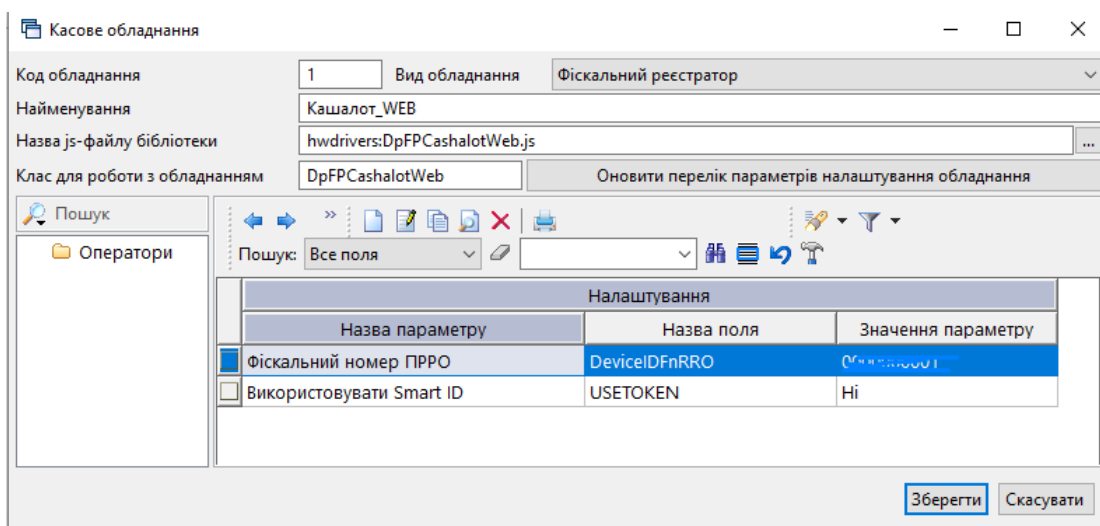 Касове обладнання
Код обладнання 1 Вид обладнання Фіскальний реєстратор
Найменування Кашалот_WEB
Назва js-файлу бібліотеки hwdrivers:DpFPCashalotWeb.js ...
Клас для роботи з обладнанням DpFPCashalotWeb Оновити перелік параметрів налаштування обладнання
Пошук
Оператори
Пошук: Все поля
Налаштування
Назва параметру Назва поля Значення параметру
Фіскальний номер ПРРО DeviceIDFnRRO
Використовувати Smart ID USETOKEN Ні
Зберегти Скасувати